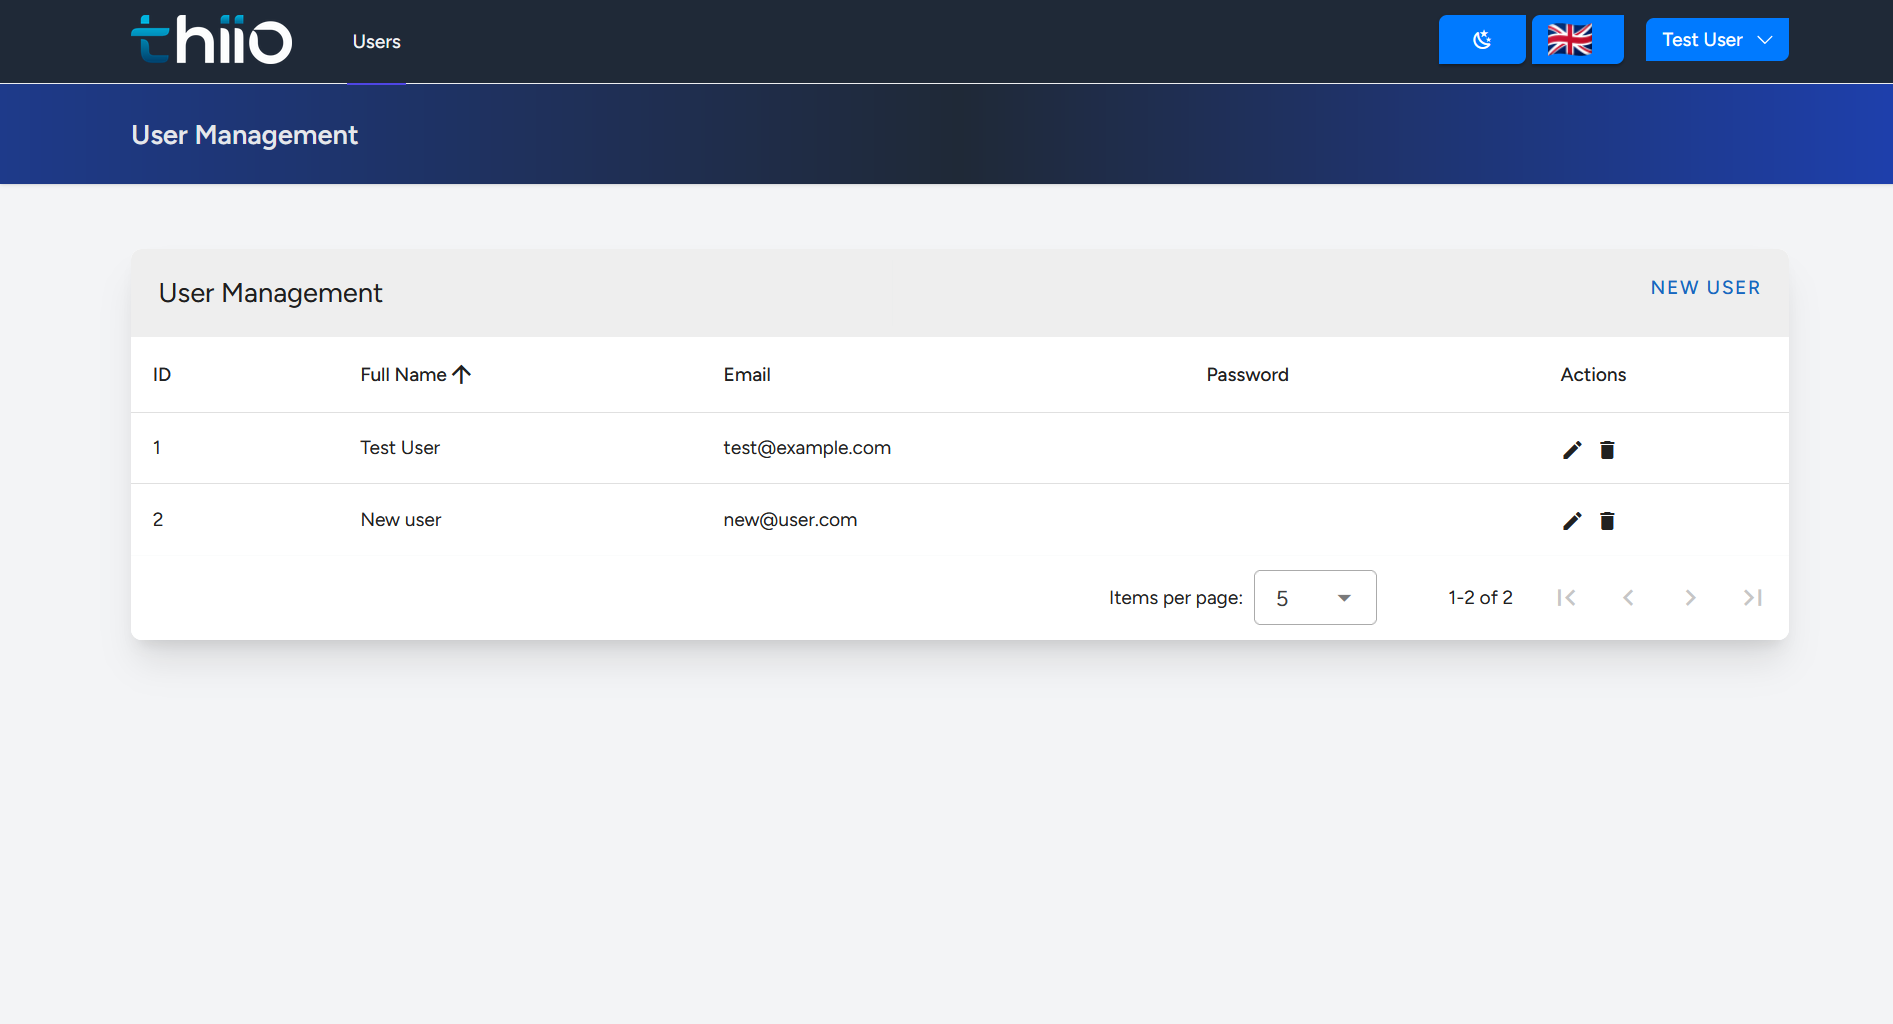 thiio
Users
Test User
User Management
User Management
NEW USER
ID Full Name Email Password Actions
1 Test User test@example.com
2 New user new@user.com
Items per page: 5 1-2 of 2